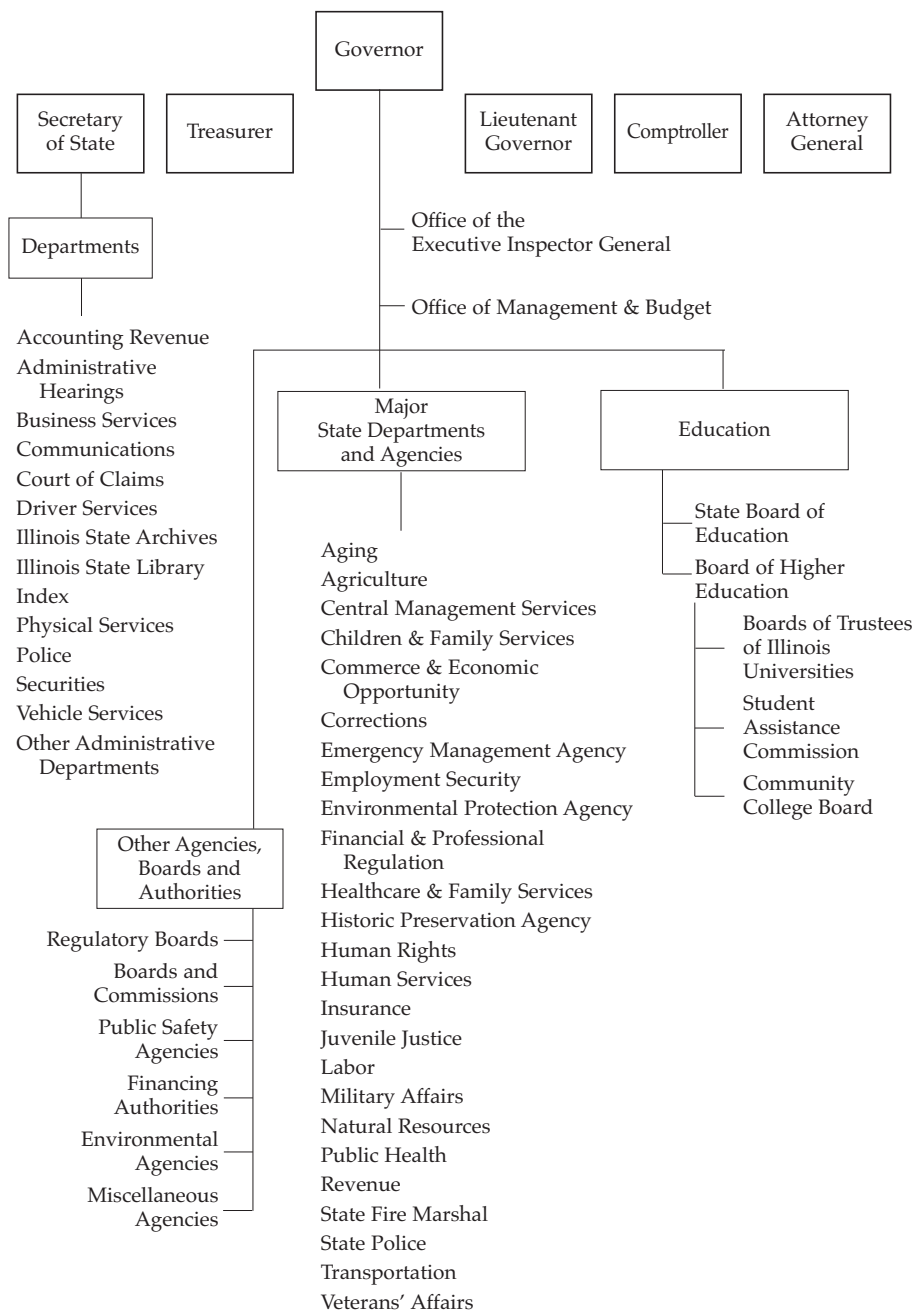 Governor
Secretary
of State
Treasurer
Lieutenant
Governor
Comptroller
Attorney
General
Departments
Office of the
Executive Inspector General
Office of Management & Budget
Accounting Revenue
Administrative
Hearings
Business Services
Communications
Court of Claims
Driver Services
Illinois State Archives
Illinois State Library
Index
Physical Services
Police
Securities
Vehicle Services
Other Administrative
Departments
Major
State Departments
and Agencies
Aging
Agriculture
Central Management Services
Children & Family Services
Commerce & Economic
Opportunity
Corrections
Emergency Management Agency
Employment Security
Environmental Protection Agency
Financial & Professional
Regulation
Healthcare & Family Services
Historic Preservation Agency
Human Rights
Human Services
Insurance
Juvenile Justice
Labor
Military Affairs
Natural Resources
Public Health
Revenue
State Fire Marshal
State Police
Transportation
Veterans' Affairs
Education
State Board of
Education
Board of Higher
Education
Boards of Trustees
of Illinois
Universities
Student
Assistance
Commission
Community
College Board
Other Agencies,
Boards and
Authorities
Regulatory Boards
Boards and
Commissions
Public Safety
Agencies
Financing
Authorities
Environmental
Agencies
Miscellaneous
Agencies